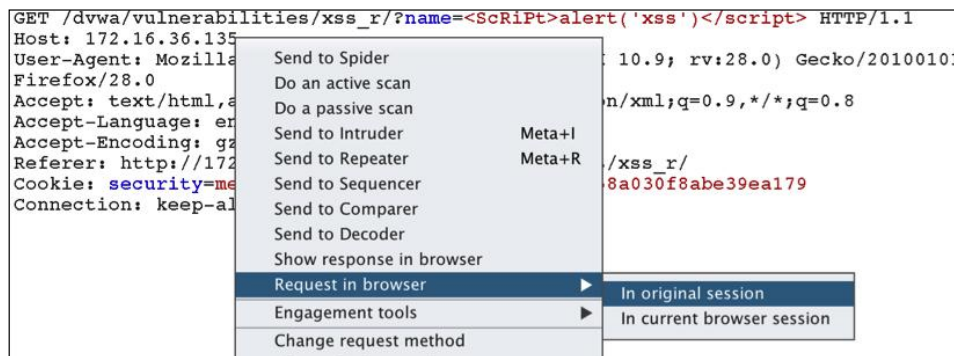 GET /dvwa/vulnerabilities/xss_r/?name=<ScRiPt>alert('xss')</script> HTTP/1.1
Host: 172.16.36.135
User-Agent: Mozilla 10.9; rv:28.0) Gecko/20100101
Firefox/28.0
Accept: text/html,a n/xml;q=0.9,*/*;q=0.8
Accept-Language: en
Accept-Encoding: gz
Referer: http://172 /xss_r/
Cookie: security=me 8a030f8abe39ea179
Connection: keep-al
Send to Spider
Do an active scan
Do a passive scan
Send to Intruder Meta+I
Send to Repeater Meta+R
Send to Sequencer
Send to Comparer
Send to Decoder
Show response in browser
Request in browser ▶
In original session
In current browser session
Engagement tools ▶
Change request method